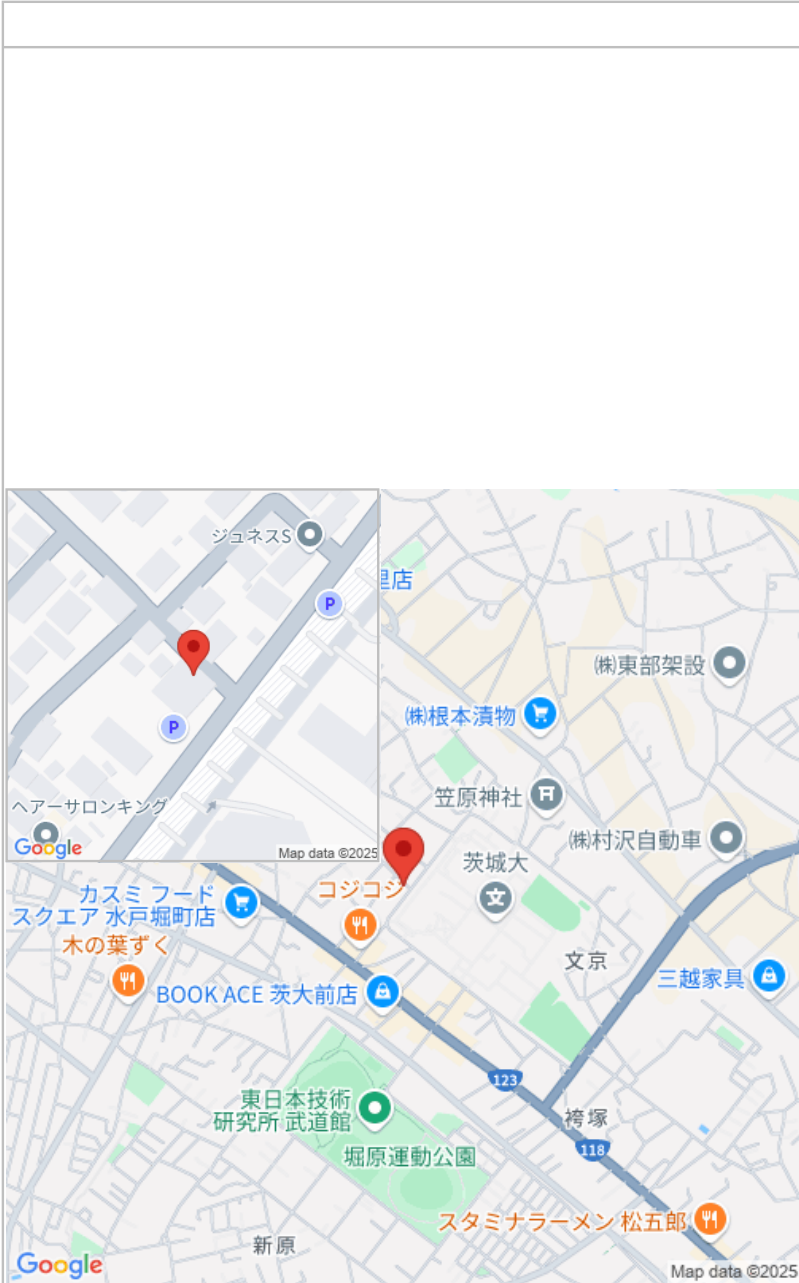 ジュネスS
P
P
ヘアーサロンキング
Google
Map data ©2025
里店
㈱東部架設
㈱根本漬物
笠原神社
㈱村沢自動車
茨城大
文
コジコジ
カスミ フード
スクエア 水戸堀町店
木の葉ずく
文京
三越家具
BOOK ACE 茨大前店
123
東日本技術
研究所 武道館
袴塚
118
堀原運動公園
スタミナラーメン 松五郎
新原
Google
Map data ©2025